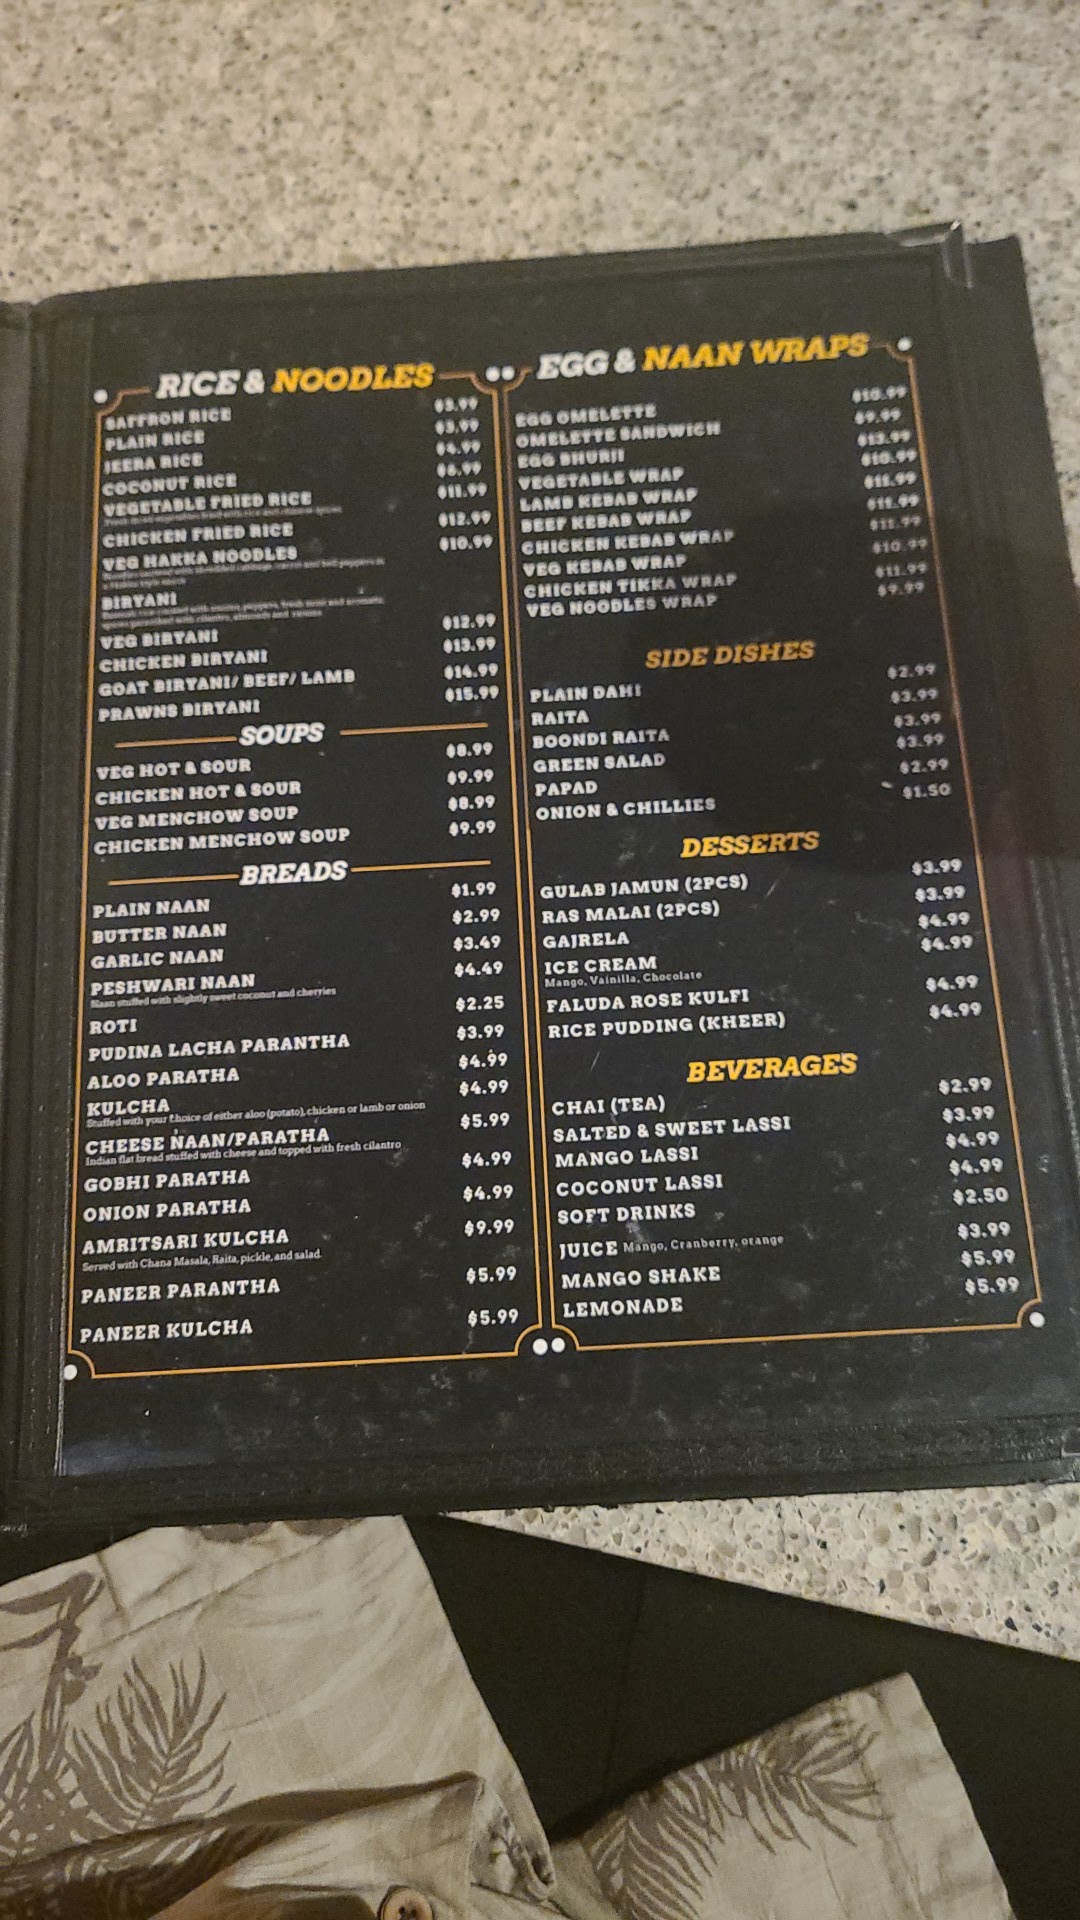 RICE & NOODLES
SAFFRON RICE $3.99
PLAIN RICE $3.99
JEERA RICE $4.99
COCONUT RICE $6.99
VEGETABLE FRIED RICE $11.99
CHICKEN FRIED RICE $12.99
VEG HAKKA NOODLES $10.99
BIRYANI
VEG BIRYANI $12.99
CHICKEN BIRYANI $13.99
GOAT BIRYANI/ BEEF/ LAMB $14.99
PRAWNS BIRYANI $15.99
SOUPS
VEG HOT & SOUR $8.99
CHICKEN HOT & SOUR $9.99
VEG MENCHOW SOUP $8.99
CHICKEN MENCHOW SOUP $9.99
BREADS
PLAIN NAAN $1.99
BUTTER NAAN $2.99
GARLIC NAAN $3.49
PESHWARI NAAN $4.49
Naan stuffed with slightly sweet coconut and cherries
ROTI $2.25
PUDINA LACHA PARANTHA $3.99
ALOO PARATHA $4.99
KULCHA $4.99
Stuffed with your choice of either aloo (potato), chicken or lamb or onion
CHEESE NAAN/PARATHA $5.99
Indian flat bread stuffed with cheese and topped with fresh cilantro
GOBHI PARATHA $4.99
ONION PARATHA $4.99
AMRITSARI KULCHA $9.99
Served with Chana Masala, Raita, pickle, and salad.
PANEER PARANTHA $5.99
PANEER KULCHA $5.99
EGG & NAAN WRAPS
EGG OMELETTE $10.99
OMELETTE SANDWICH $9.99
EGG BHURJI $13.99
VEGETABLE WRAP $10.99
LAMB KEBAB WRAP $11.99
BEEF KEBAB WRAP $11.99
CHICKEN KEBAB WRAP $11.99
VEG KEBAB WRAP $10.99
CHICKEN TIKKA WRAP $11.99
VEG NOODLES WRAP $9.99
SIDE DISHES
PLAIN DAHI $2.99
RAITA $3.99
BOONDI RAITA $3.99
GREEN SALAD $3.99
PAPAD $2.99
ONION & CHILLIES $1.50
DESSERTS
GULAB JAMUN (2PCS) $3.99
RAS MALAI (2PCS) $3.99
GAJRELA $4.99
ICE CREAM $4.99
Mango, Vainilla, Chocolate
FALUDA ROSE KULFI $4.99
RICE PUDDING (KHEER) $4.99
BEVERAGES
CHAI (TEA) $2.99
SALTED & SWEET LASSI $3.99
MANGO LASSI $4.99
COCONUT LASSI $4.99
SOFT DRINKS $2.50
JUICE Mango, Cranberry, orange $3.99
MANGO SHAKE $5.99
LEMONADE $5.99